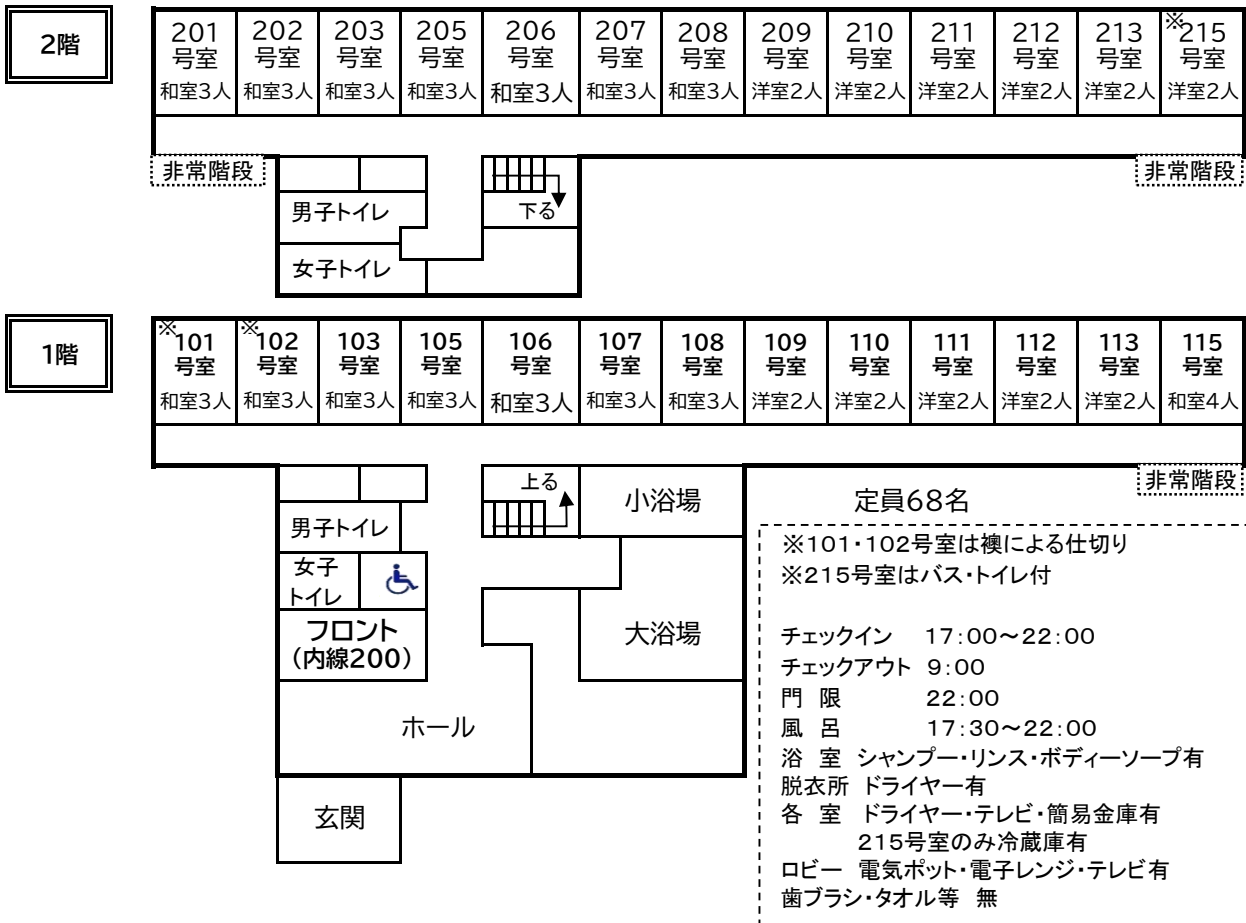 2階
201 202 203 205 206 207 208 209 210 211 212 213 ※215
号室 号室 号室 号室 号室 号室 号室 号室 号室 号室 号室 号室 号室
和室3人 和室3人 和室3人 和室3人 和室3人 和室3人 和室3人 洋室2人 洋室2人 洋室2人 洋室2人 洋室2人 洋室2人
非常階段 非常階段
男子トイレ 下る
女子トイレ
1階
※101 ※102 103 105 106 107 108 109 110 111 112 113 115
号室 号室 号室 号室 号室 号室 号室 号室 号室 号室 号室 号室 号室
和室3人 和室3人 和室3人 和室3人 和室3人 和室3人 和室3人 洋室2人 洋室2人 洋室2人 洋室2人 洋室2人 和室4人
非常階段
上る
小浴場
男子トイレ
女子
トイレ
フロント
(内線200)
大浴場
ホール
玄関
定員68名
※101・102号室は襖による仕切り
※215号室はバス・トイレ付
チェックイン 17:00~22:00
チェックアウト 9:00
門 限 22:00
風 呂 17:30~22:00
浴 室 シャンプー・リンス・ボディーソープ有
脱衣所 ドライヤー有
各 室 ドライヤー・テレビ・簡易金庫有
215号室のみ冷蔵庫有
ロビー 電気ポット・電子レンジ・テレビ有
歯ブラシ・タオル等 無